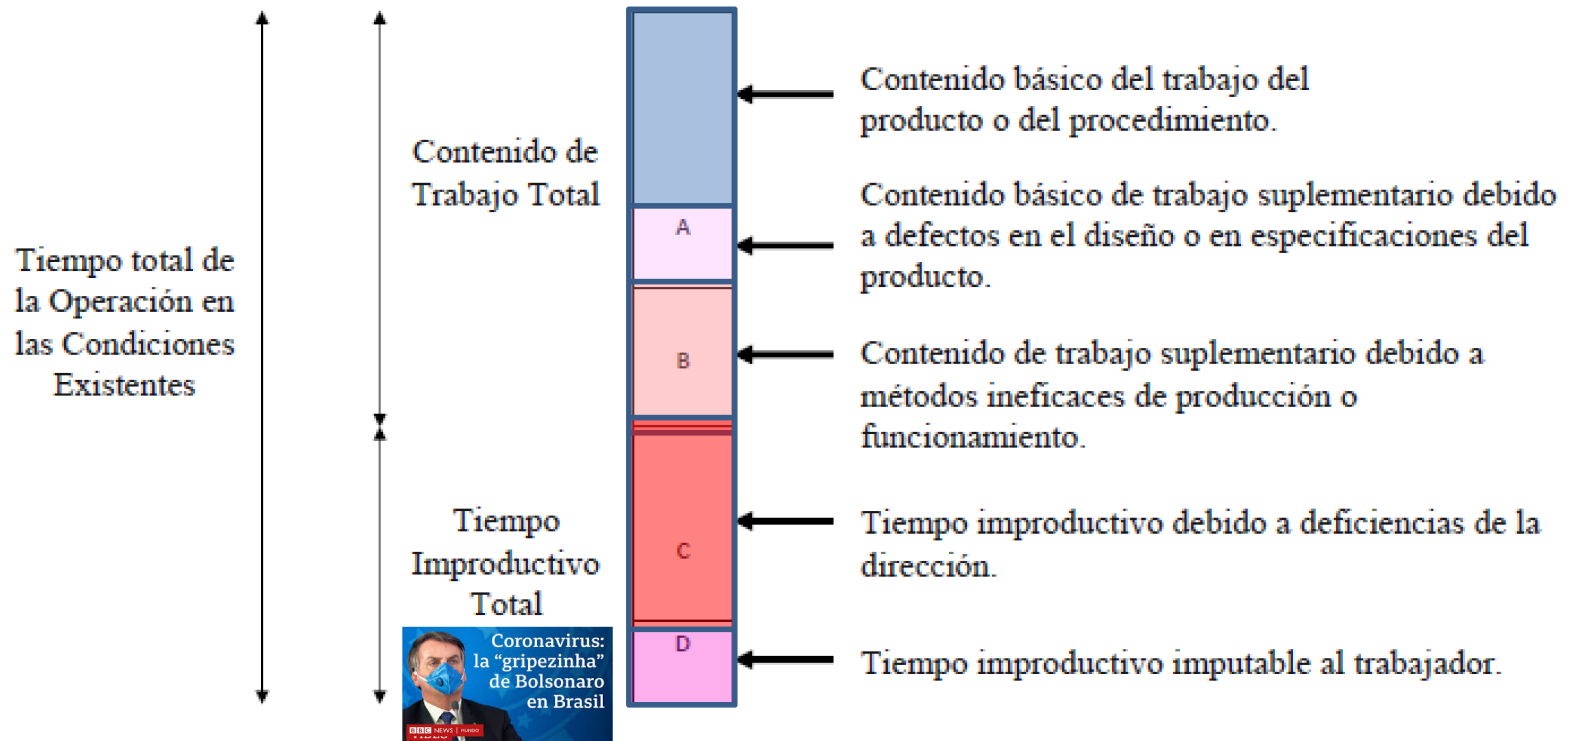 Tiempo total de
la Operación en
las Condiciones
Existentes
Contenido de
Trabajo Total
Tiempo
Improductivo
Total
Coronavirus:
la “gripezinha”
de Bolsonaro
en Brasil
BBC NEWS | MUNDO
A
B
C
D
Contenido básico del trabajo del
producto o del procedimiento.
Contenido básico de trabajo suplementario debido
a defectos en el diseño o en especificaciones del
producto.
Contenido de trabajo suplementario debido a
métodos ineficaces de producción o
funcionamiento.
Tiempo improductivo debido a deficiencias de la
dirección.
Tiempo improductivo imputable al trabajador.